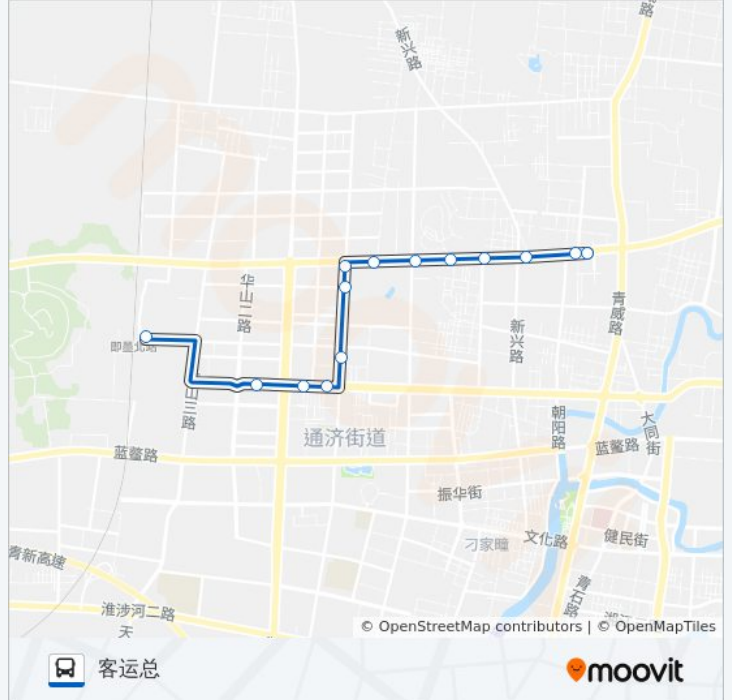 路
新兴路
华山二路
青威路
新兴路
即墨北站
山三路
朝阳路
大同街
通济街道
蓝鳌路
蓝鳌路
振华街
刁家疃
文化路
健民街
青新高速
青石路
淮涉河二路
天
© OpenStreetMap contributors | © OpenMapTiles
客运总
moovit